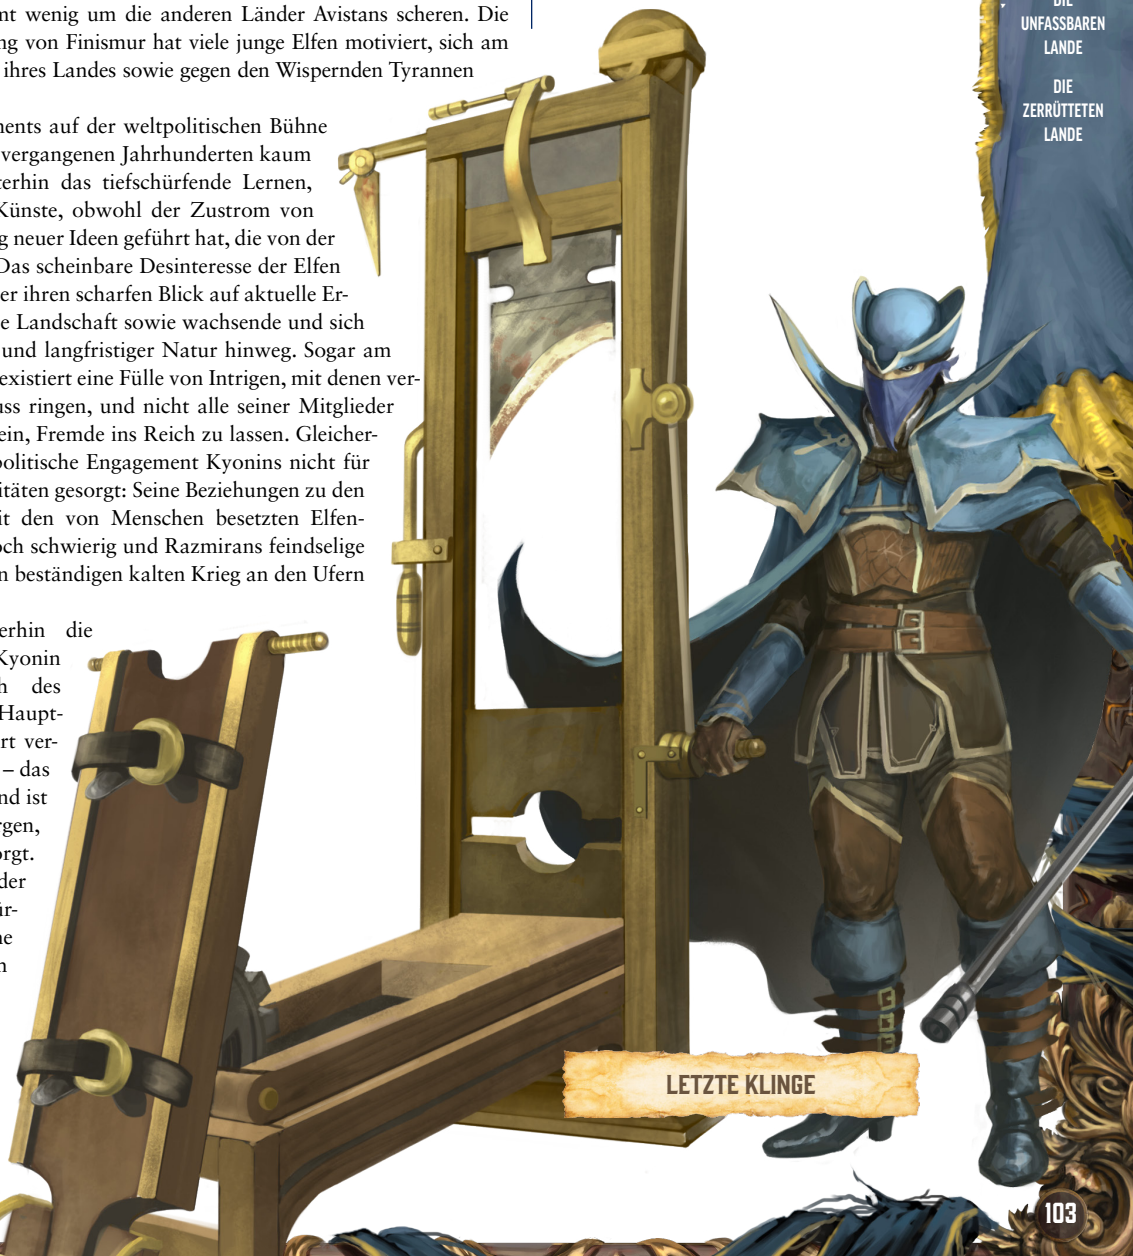 nt wenig um die anderen Länder Avistans scheren. Die
ng von Finismur hat viele junge Elfen motiviert, sich am
ihres Landes sowie gegen den Wispernden Tyrannen
nents auf der weltpolitischen Bühne
vergangenen Jahrhunderten kaum
terhin das tiefschürfende Lernen,
Künste, obwohl der Zustrom von
g neuer Ideen geführt hat, die von der
Das scheinbare Desinteresse der Elfen
er ihren scharfen Blick auf aktuelle Er-
e Landschaft sowie wachsende und sich
und langfristiger Natur hinweg. Sogar am
existiert eine Fülle von Intrigen, mit denen ver-
uss ringen, und nicht alle seiner Mitglieder
ein, Fremde ins Reich zu lassen. Gleicher-
politische Engagement Kyonins nicht für
itäten gesorgt: Seine Beziehungen zu den
it den von Menschen besetzten Elfen-
och schwierig und Razmirans feindselige
n beständigen kalten Krieg an den Ufern
erhin die
Kyonin
h des
Haupt-
rt ver-
– das
nd ist
rgen,
orgt.
der
ür-
ne
n
DIE
UNFASSBAREN
LANDE
DIE
ZERRÜTTETEN
LANDE
LETZTE KLINGE
103